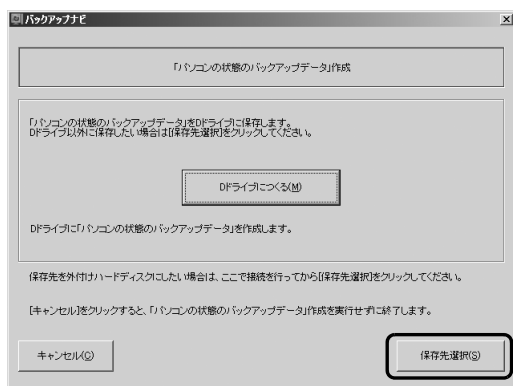 バックアップナビ
「パソコンの状態のバックアップデータ」作成
「パソコンの状態のバックアップデータ」をDドライブに保存します。
Dドライブ以外に保存したい場合は[保存先選択]をクリックしてください。
Dドライブにつくる(M)
Dドライブに「パソコンの状態のバックアップデータ」を作成します。
保存先を外付けハードディスクにしたい場合は、ここで接続を行ってから[保存先選択]をクリックしてください。
[キャンセル]をクリックすると、「パソコンの状態のバックアップデータ」作成を実行せずに終了します。
キャンセル(C)
保存先選択(S)